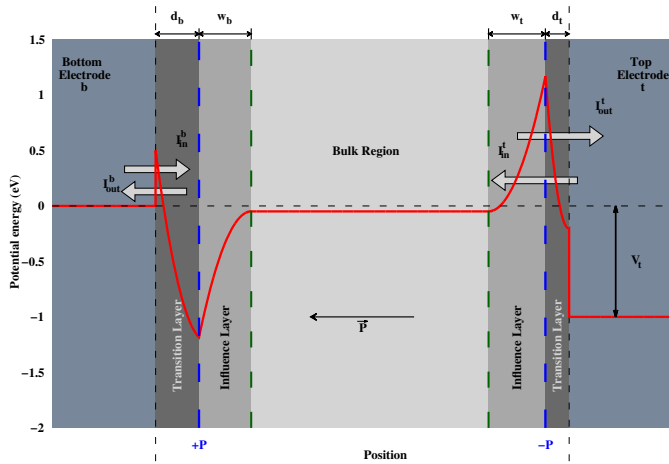 d_b
w_b
w_t
d_t
1.5
1
0.5
0
−0.5
−1
−1.5
−2
Potential energy (eV)
Bottom
Electrode
b
Top
Electrode
t
I_in^b
I_out^b
Bulk Region
I_in^t
I_out^t
V_t
P
Transition Layer
Influence Layer
Influence Layer
Transition Layer
+P
−P
Position